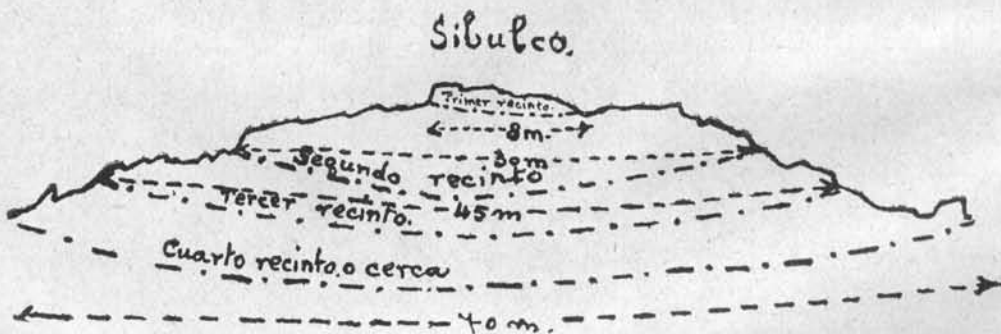 Sibulco.
Primer recinto.
8m.
30m
Segundo recinto
Tercer recinto. 45m
Cuarto recinto o cerca
70 m.